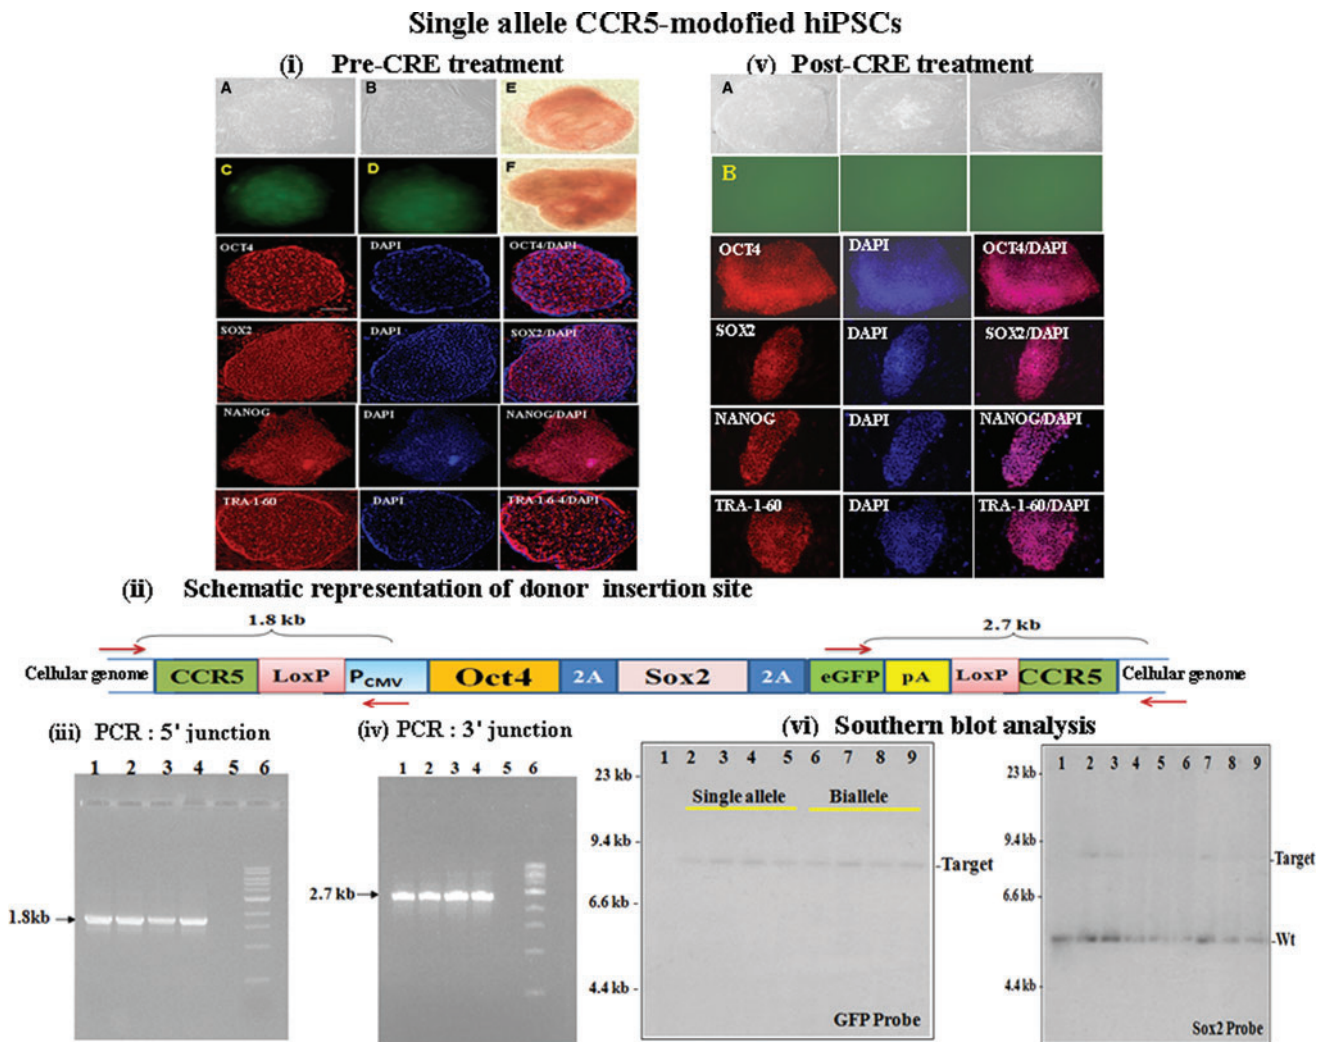 Single allele CCR5-modofied hiPSCs
(i) Pre-CRE treatment
(v) Post-CRE treatment
A B E
C D F
OCT4 DAPI OCT4/DAPI
SOX2 DAPI SOX2/DAPI
NANOG DAPI NANOG/DAPI
TRA-1-60 DAPI TRA-1-6-4/DAPI
A
B
OCT4 DAPI OCT4/DAPI
SOX2 DAPI SOX2/DAPI
NANOG DAPI NANOG/DAPI
TRA-1-60 DAPI TRA-1-60/DAPI
(ii) Schematic representation of donor insertion site
1.8 kb 2.7 kb
Cellular genome CCR5 LoxP PCMV Oct4 2A Sox2 2A eGFP pA LoxP CCR5 Cellular genome
(iii) PCR : 5' junction
1 2 3 4 5 6
1.8kb
(iv) PCR : 3' junction
1 2 3 4 5 6
2.7 kb
(vi) Southern blot analysis
1 2 3 4 5 6 7 8 9
23 kb -
Single allele Biallele
9.4 kb -
-Target
6.6 kb -
4.4 kb -
GFP Probe
1 2 3 4 5 6 7 8 9
23 kb-
9.4 kb-
-Target
6.6 kb-
-Wt
4.4 kb-
Sox2 Probe